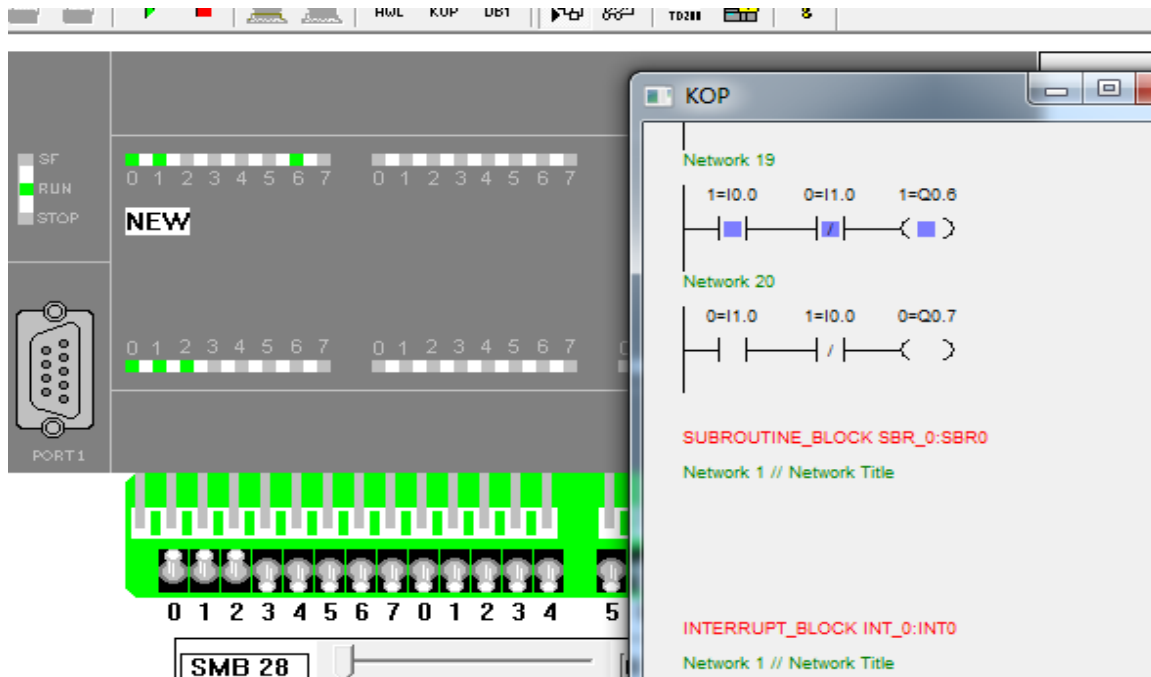 AWL KOP DB1 TD200
KOP
SF
RUN
STOP
0 1 2 3 4 5 6 7 0 1 2 3 4 5 6 7
NEW
0 1 2 3 4 5 6 7 0 1 2 3 4 5 6 7
PORT1
0 1 2 3 4 5 6 7 0 1 2 3 4 5
SMB 28
Network 19
1=I0.0 0=I1.0 1=Q0.6
Network 20
0=I1.0 1=I0.0 0=Q0.7
SUBROUTINE_BLOCK SBR_0:SBR0
Network 1 // Network Title
INTERRUPT_BLOCK INT_0:INT0
Network 1 // Network Title